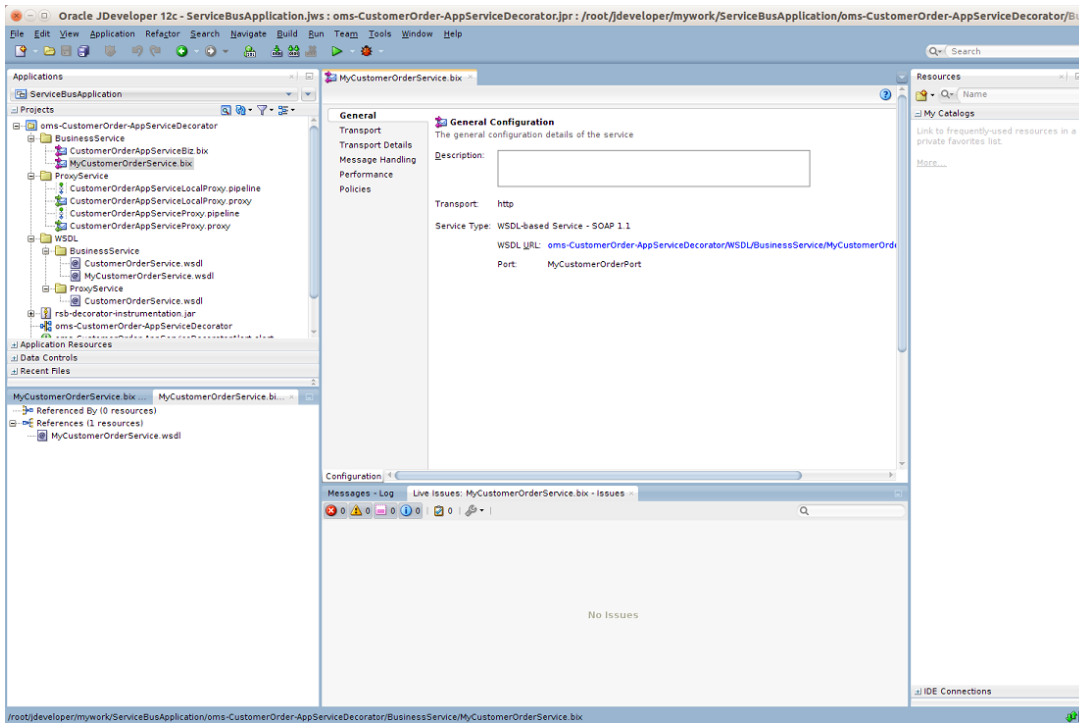 Oracle JDeveloper 12c - ServiceBusApplication.jws : oms-CustomerOrder-AppServiceDecorator.jpr : /root/jdeveloper/mywork/ServiceBusApplication/oms-CustomerOrder-AppServiceDecorator/Bu
File Edit View Application Refactor Search Navigate Build Run Team Tools Window Help
Search
Applications
ServiceBusApplication
Projects
oms-CustomerOrder-AppServiceDecorator
BusinessService
CustomerOrderAppServiceBiz.bix
MyCustomerOrderService.bix
ProxyService
CustomerOrderAppServiceLocalProxy.pipeline
CustomerOrderAppServiceLocalProxy.proxy
CustomerOrderAppServiceProxy.pipeline
CustomerOrderAppServiceProxy.proxy
WSDL
BusinessService
CustomerOrderService.wsdl
MyCustomerOrderService.wsdl
ProxyService
CustomerOrderService.wsdl
rsb-decorator-instrumentation.jar
oms-CustomerOrder-AppServiceDecorator
Application Resources
Data Controls
Recent Files
MyCustomerOrderService.bix ... MyCustomerOrderService.bi...
Referenced By (0 resources)
References (1 resources)
MyCustomerOrderService.wsdl
MyCustomerOrderService.bix
General
Transport
Transport Details
Message Handling
Performance
Policies
General Configuration
The general configuration details of the service
Description:
Transport: http
Service Type: WSDL-based Service - SOAP 1.1
WSDL URL: oms-CustomerOrder-AppServiceDecorator/WSDL/BusinessService/MyCustomerOrde
Port: MyCustomerOrderPort
Configuration
Messages - Log Live Issues: MyCustomerOrderService.bix - Issues
0 0 0 0 0
No Issues
Resources
Name
My Catalogs
Link to frequently-used resources in a
private favorites list.
More...
IDE Connections
/root/jdeveloper/mywork/ServiceBusApplication/oms-CustomerOrder-AppServiceDecorator/BusinessService/MyCustomerOrderService.bix